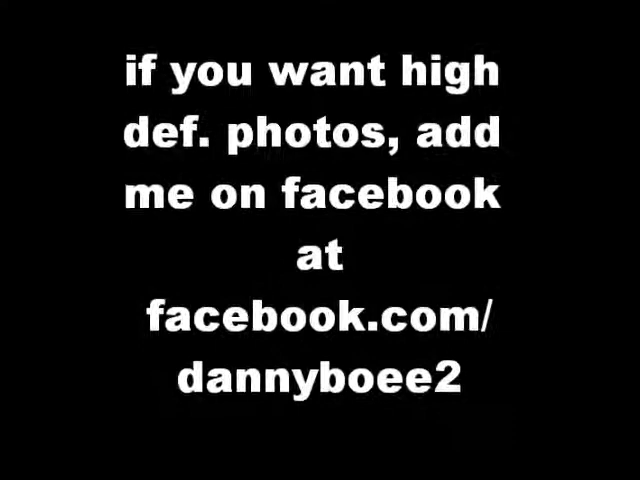 if you want high
def. photos, add
me on facebook
at
facebook.com/
dannyboee2